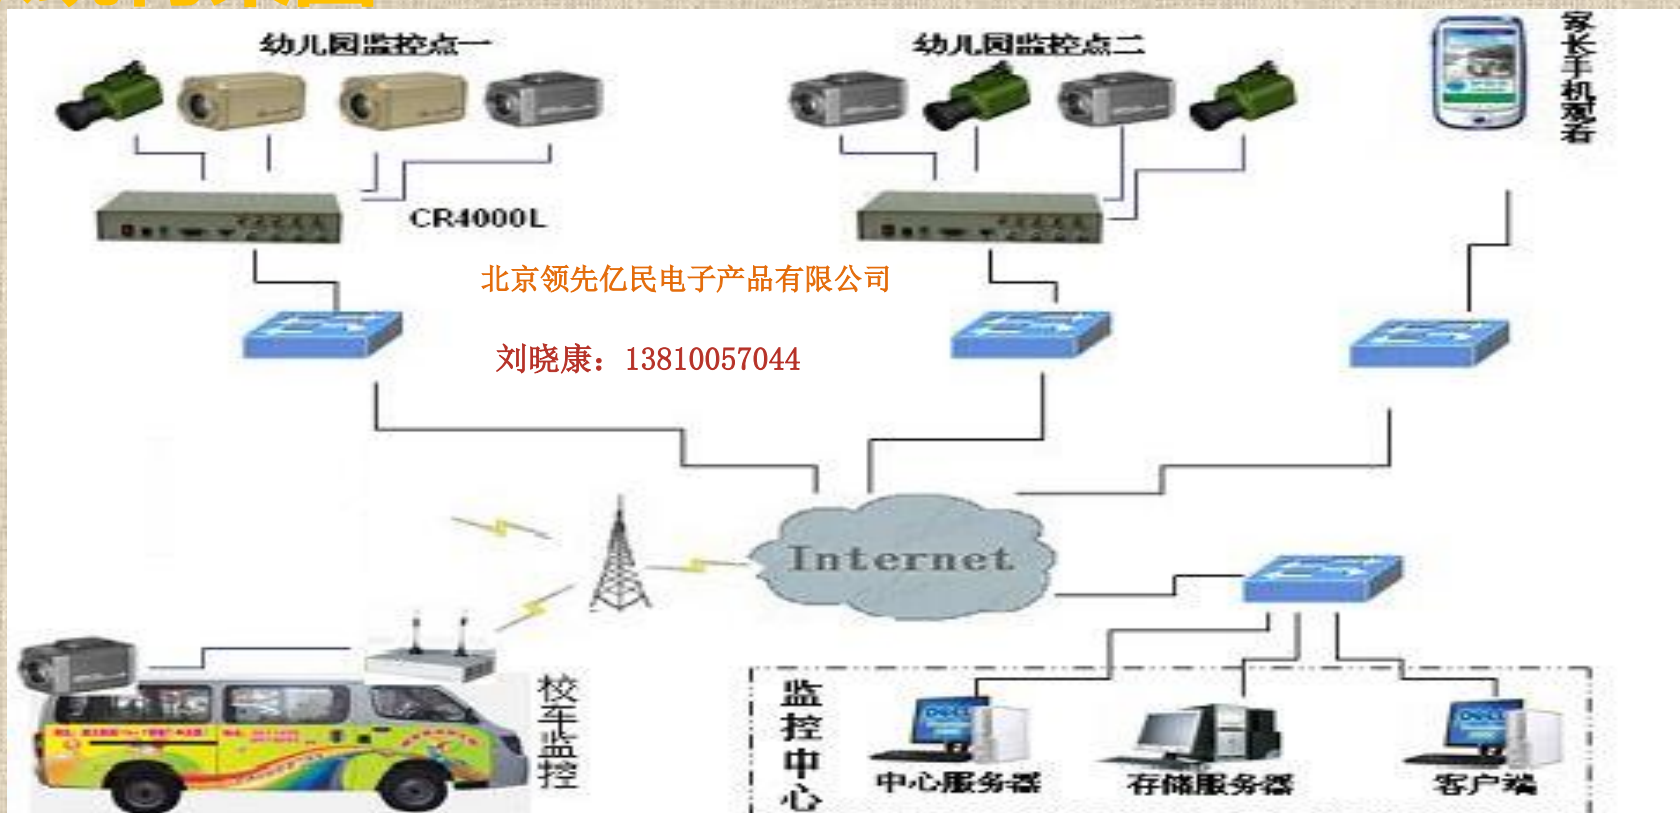 幼儿园监控点一
幼儿园监控点二
家长手机观看
CR4000L
北京领先亿民电子产品有限公司
刘晓康：13810057044
Internet
校车监控
监控中心
中心服务器
存储服务器
客户端